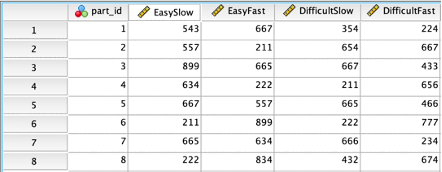 part_id EasySlow EasyFast DifficultSlow DifficultFast
1 1 543 667 354 224
2 2 557 211 654 667
3 3 899 665 667 433
4 4 634 222 211 656
5 5 667 557 665 466
6 6 211 899 222 777
7 7 665 634 666 234
8 8 222 834 432 674